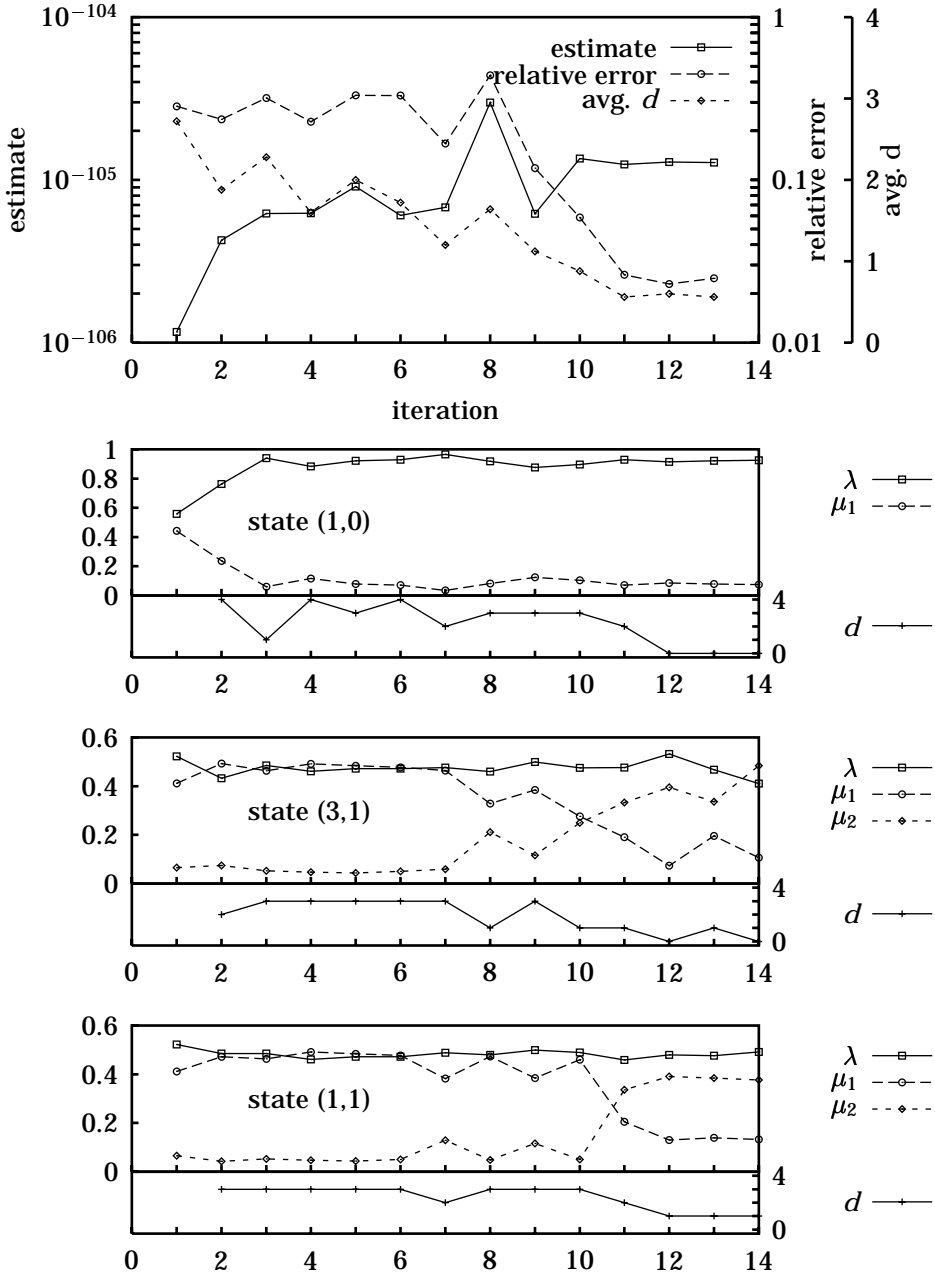 10−104
10−105
10−106
estimate
estimate
relative error
avg. d
1
0.1
0.01
relative error
4
3
2
1
0
avg. d
0 2 4 6 8 10 12 14
iteration
1
0.8
0.6
0.4
0.2
0
state (1,0)
λ
μ1
0
4
0
d
0 2 4 6 8 10 12 14
0.6
0.4
0.2
0
state (3,1)
λ
μ1
μ2
4
0
d
0 2 4 6 8 10 12 14
0.6
0.4
0.2
0
state (1,1)
λ
μ1
μ2
4
0
d
0 2 4 6 8 10 12 14